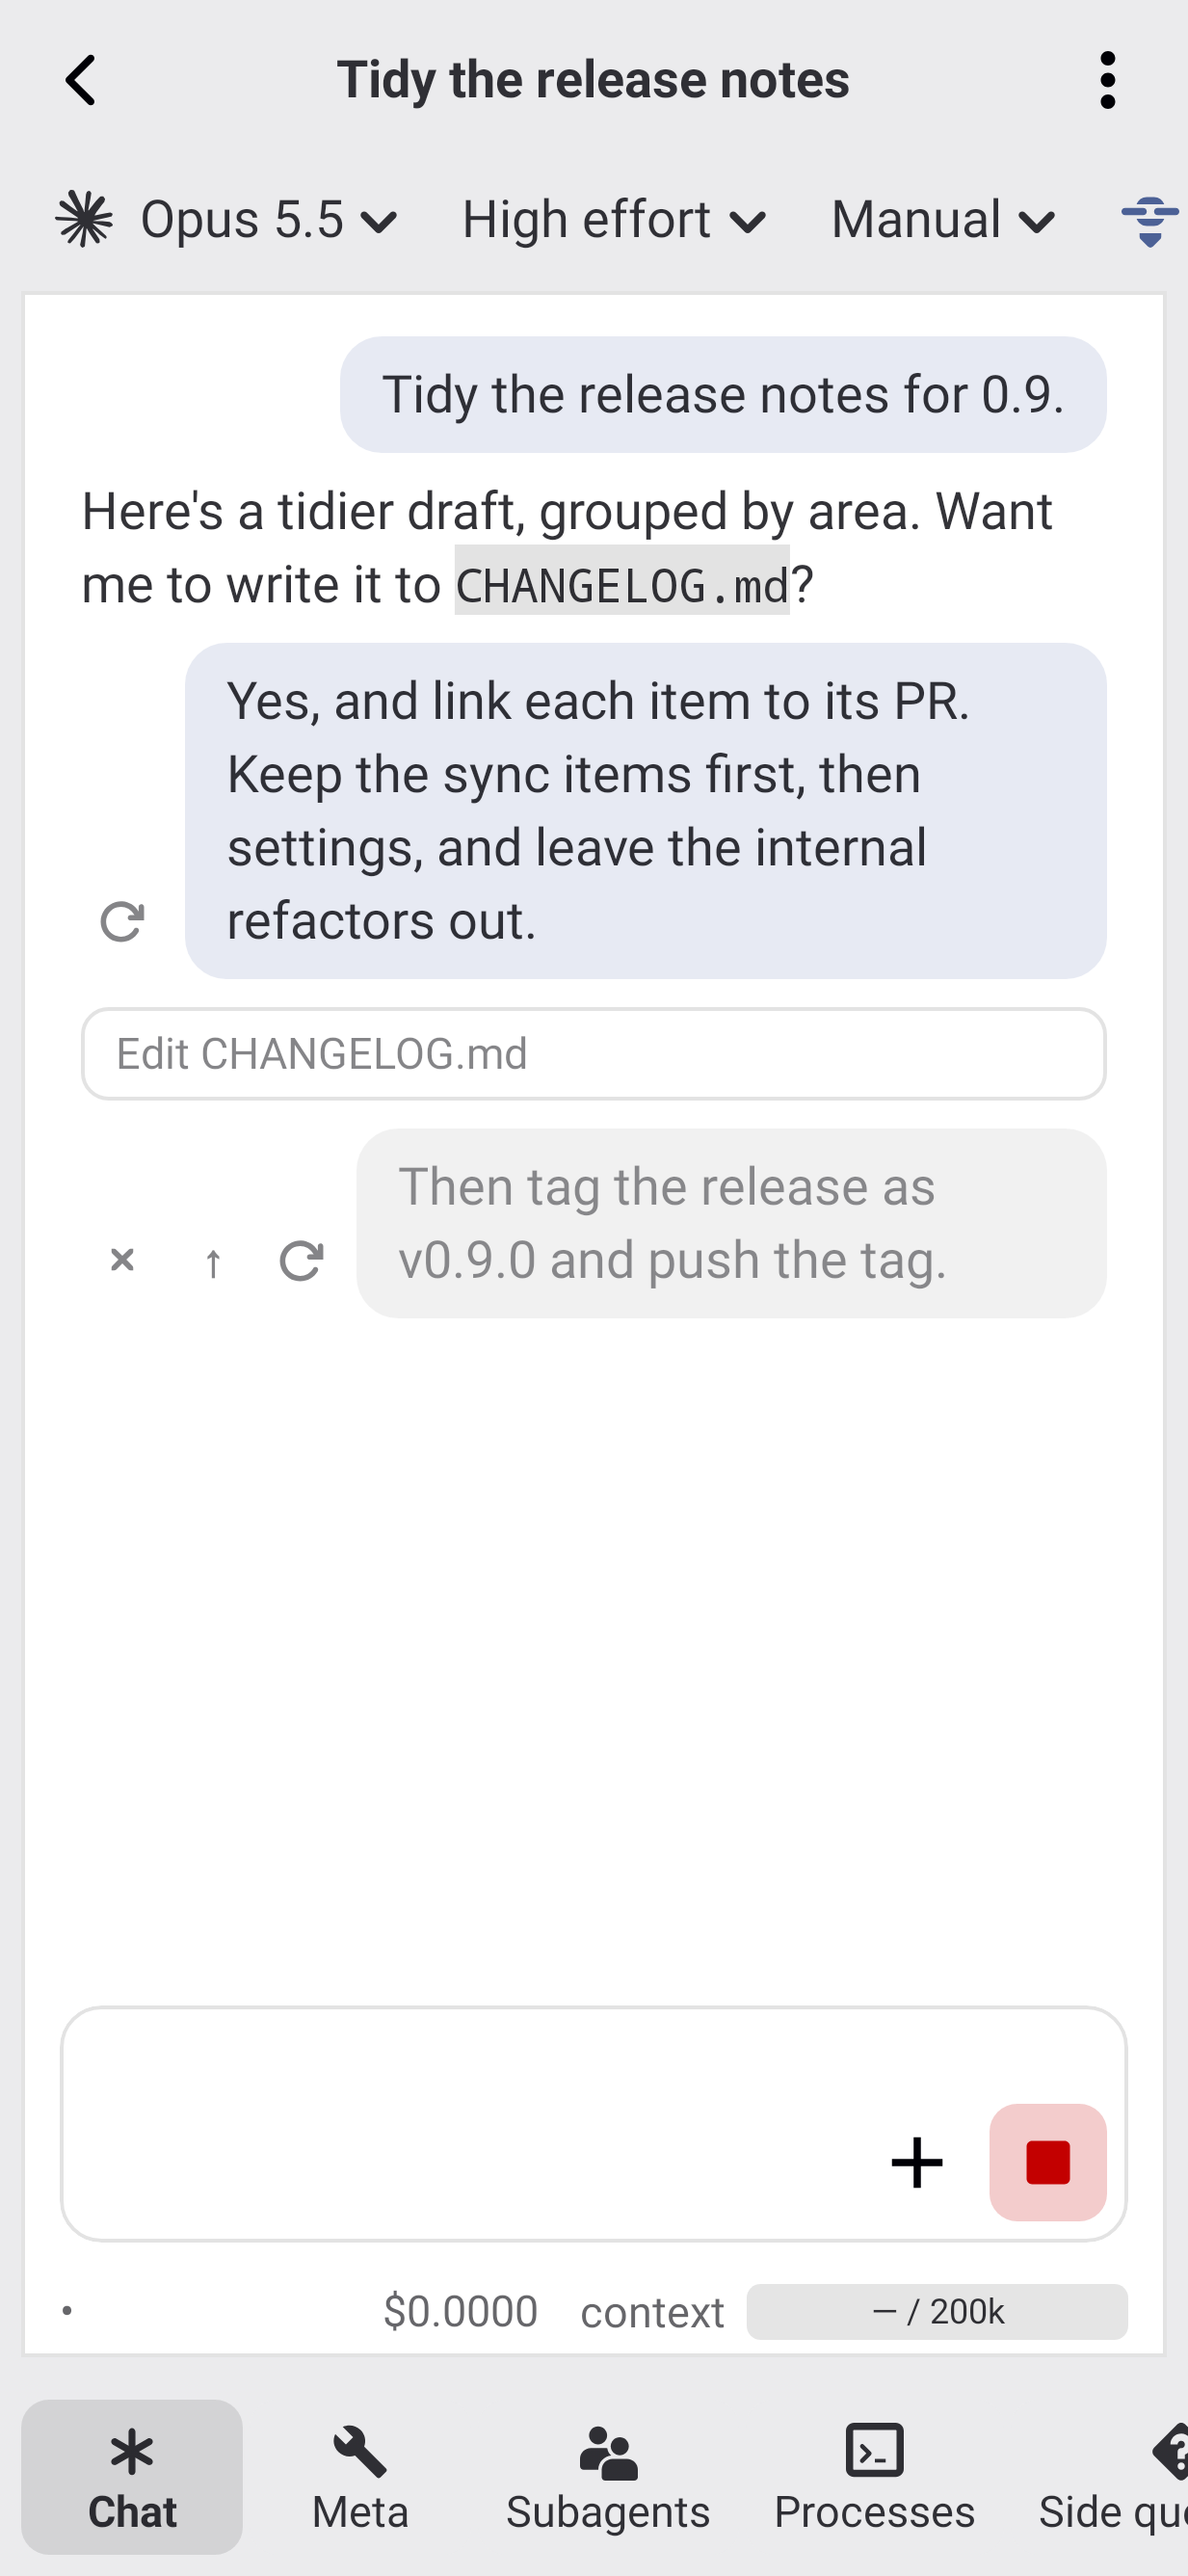 Tidy the release notes
Opus 5.5 High effort Manual
Tidy the release notes for 0.9.
Here's a tidier draft, grouped by area. Want
me to write it to CHANGELOG.md?
Yes, and link each item to its PR.
Keep the sync items first, then
settings, and leave the internal
refactors out.
Edit CHANGELOG.md
Then tag the release as
v0.9.0 and push the tag.
$0.0000 context — / 200k
Chat Meta Subagents Processes Side